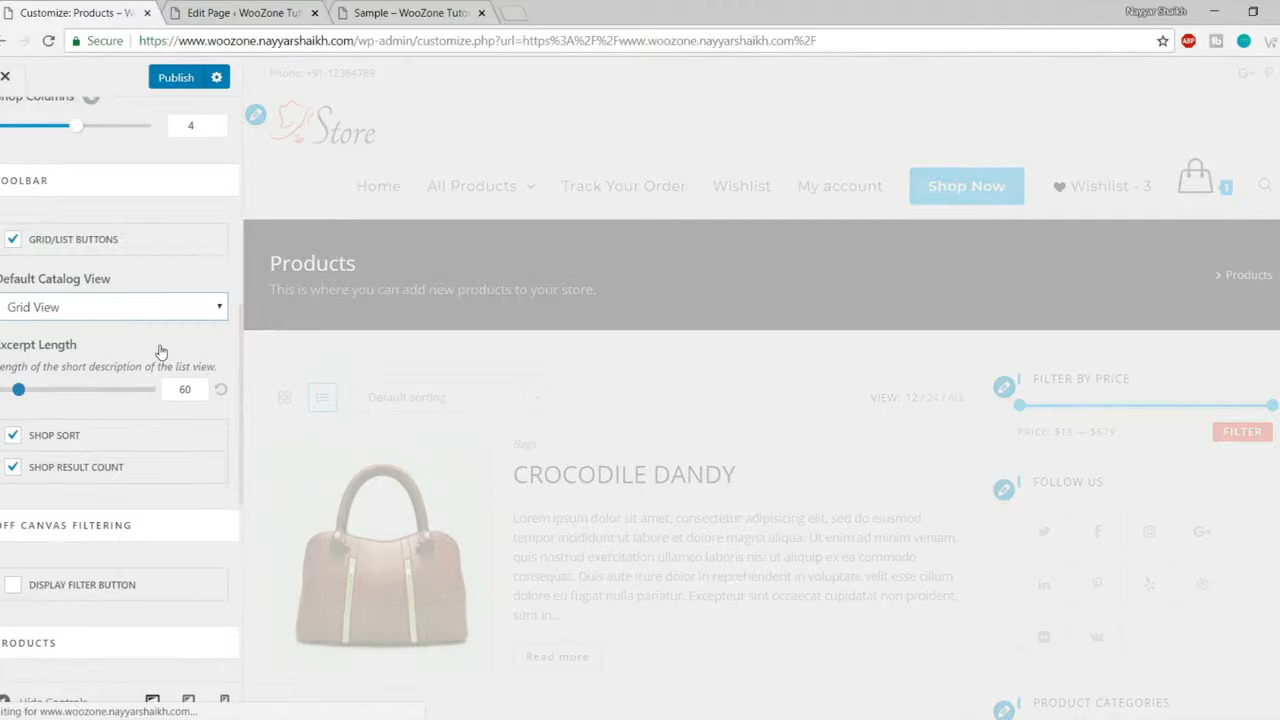 Customize: Products – W
Edit Page ‹ WooZone Tut
Sample – WooZone Tuto
Nayyar Shaikh
Secure
https://www.woozone.nayyarshaikh.com/wp-admin/customize.php?url=https%3A%2F%2Fwww.woozone.nayyarshaikh.com%2F
ABP
Publish
Phone: +91-12364789
G+
hop Columns
4
Store
OOLBAR
Home
All Products
Track Your Order
Wishlist
My account
Shop Now
Wishlist - 3
1
GRID/LIST BUTTONS
Default Catalog View
Grid View
Products
This is where you can add new products to your store.
Products
Excerpt Length
ength of the short description of the list view.
60
Default sorting
VIEW: 12 / 24 / ALL
FILTER BY PRICE
PRICE: $18 — $679
FILTER
SHOP SORT
SHOP RESULT COUNT
Bags
CROCODILE DANDY
Lorem ipsum dolor sit amet, consectetur adipisicing elit, sed do eiusmod
tempor incididunt ut labore et dolore magna aliqua. Ut enim ad minim veniam,
quis nostrud exercitation ullamco laboris nisi ut aliquip ex ea commodo
consequat. Duis aute irure dolor in reprehenderit in voluptate velit esse cillum
dolore eu fugiat nulla pariatur. Excepteur sint occaecat cupidatat non proident,
sunt in...
Read more
FOLLOW US
G+
OFF CANVAS FILTERING
DISPLAY FILTER BUTTON
RODUCTS
Hide Controls
iting for www.woozone.nayyarshaikh.com...
PRODUCT CATEGORIES